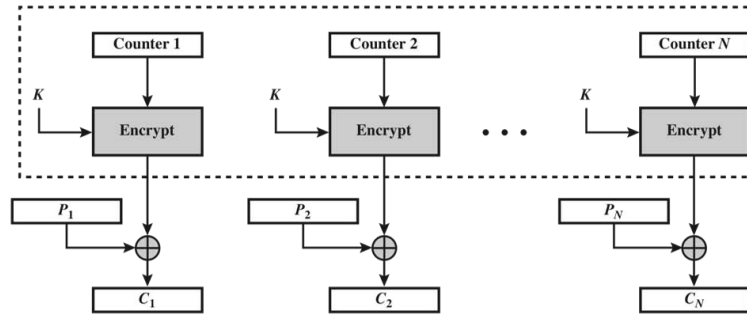 Counter 1 Counter 2 Counter N
K K K
Encrypt Encrypt • • • Encrypt
P1 P2 PN
C1 C2 CN